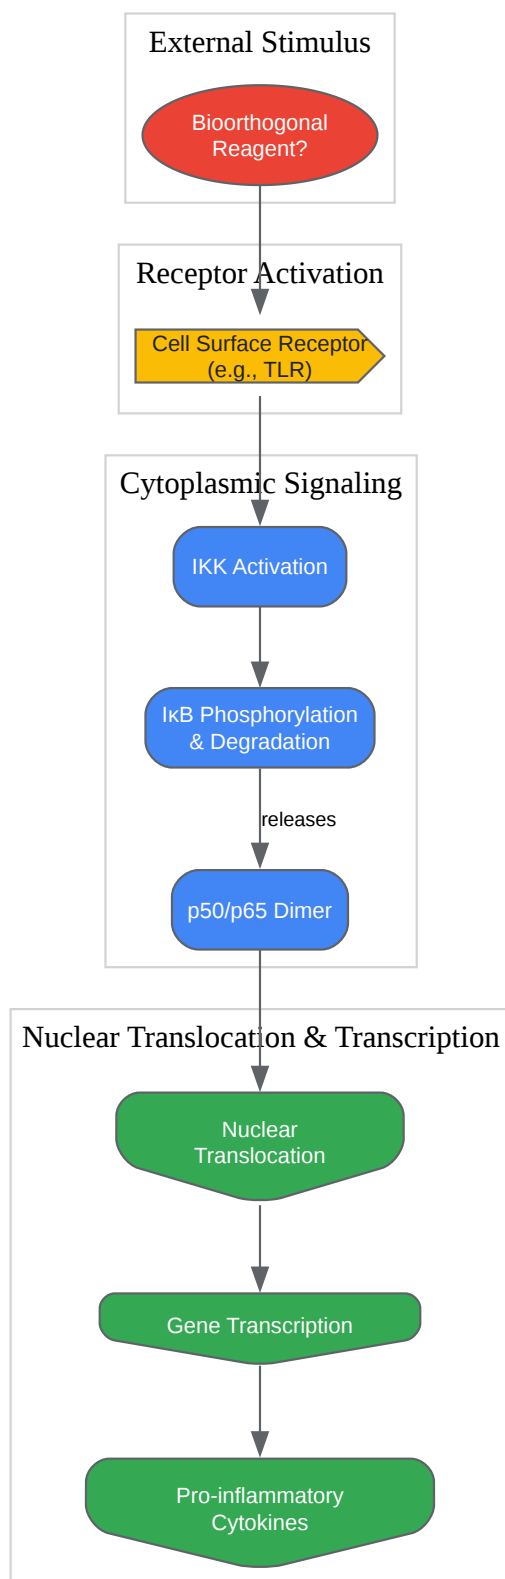 External Stimulus
Bioorthogonal
Reagent?
Receptor Activation
Cell Surface Receptor
(e.g., TLR)
Cytoplasmic Signaling
IKK Activation
IκB Phosphorylation
& Degradation
releases
p50/p65 Dimer
Nuclear Translocation & Transcription
Nuclear
Translocation
Gene Transcription
Pro-inflammatory
Cytokines